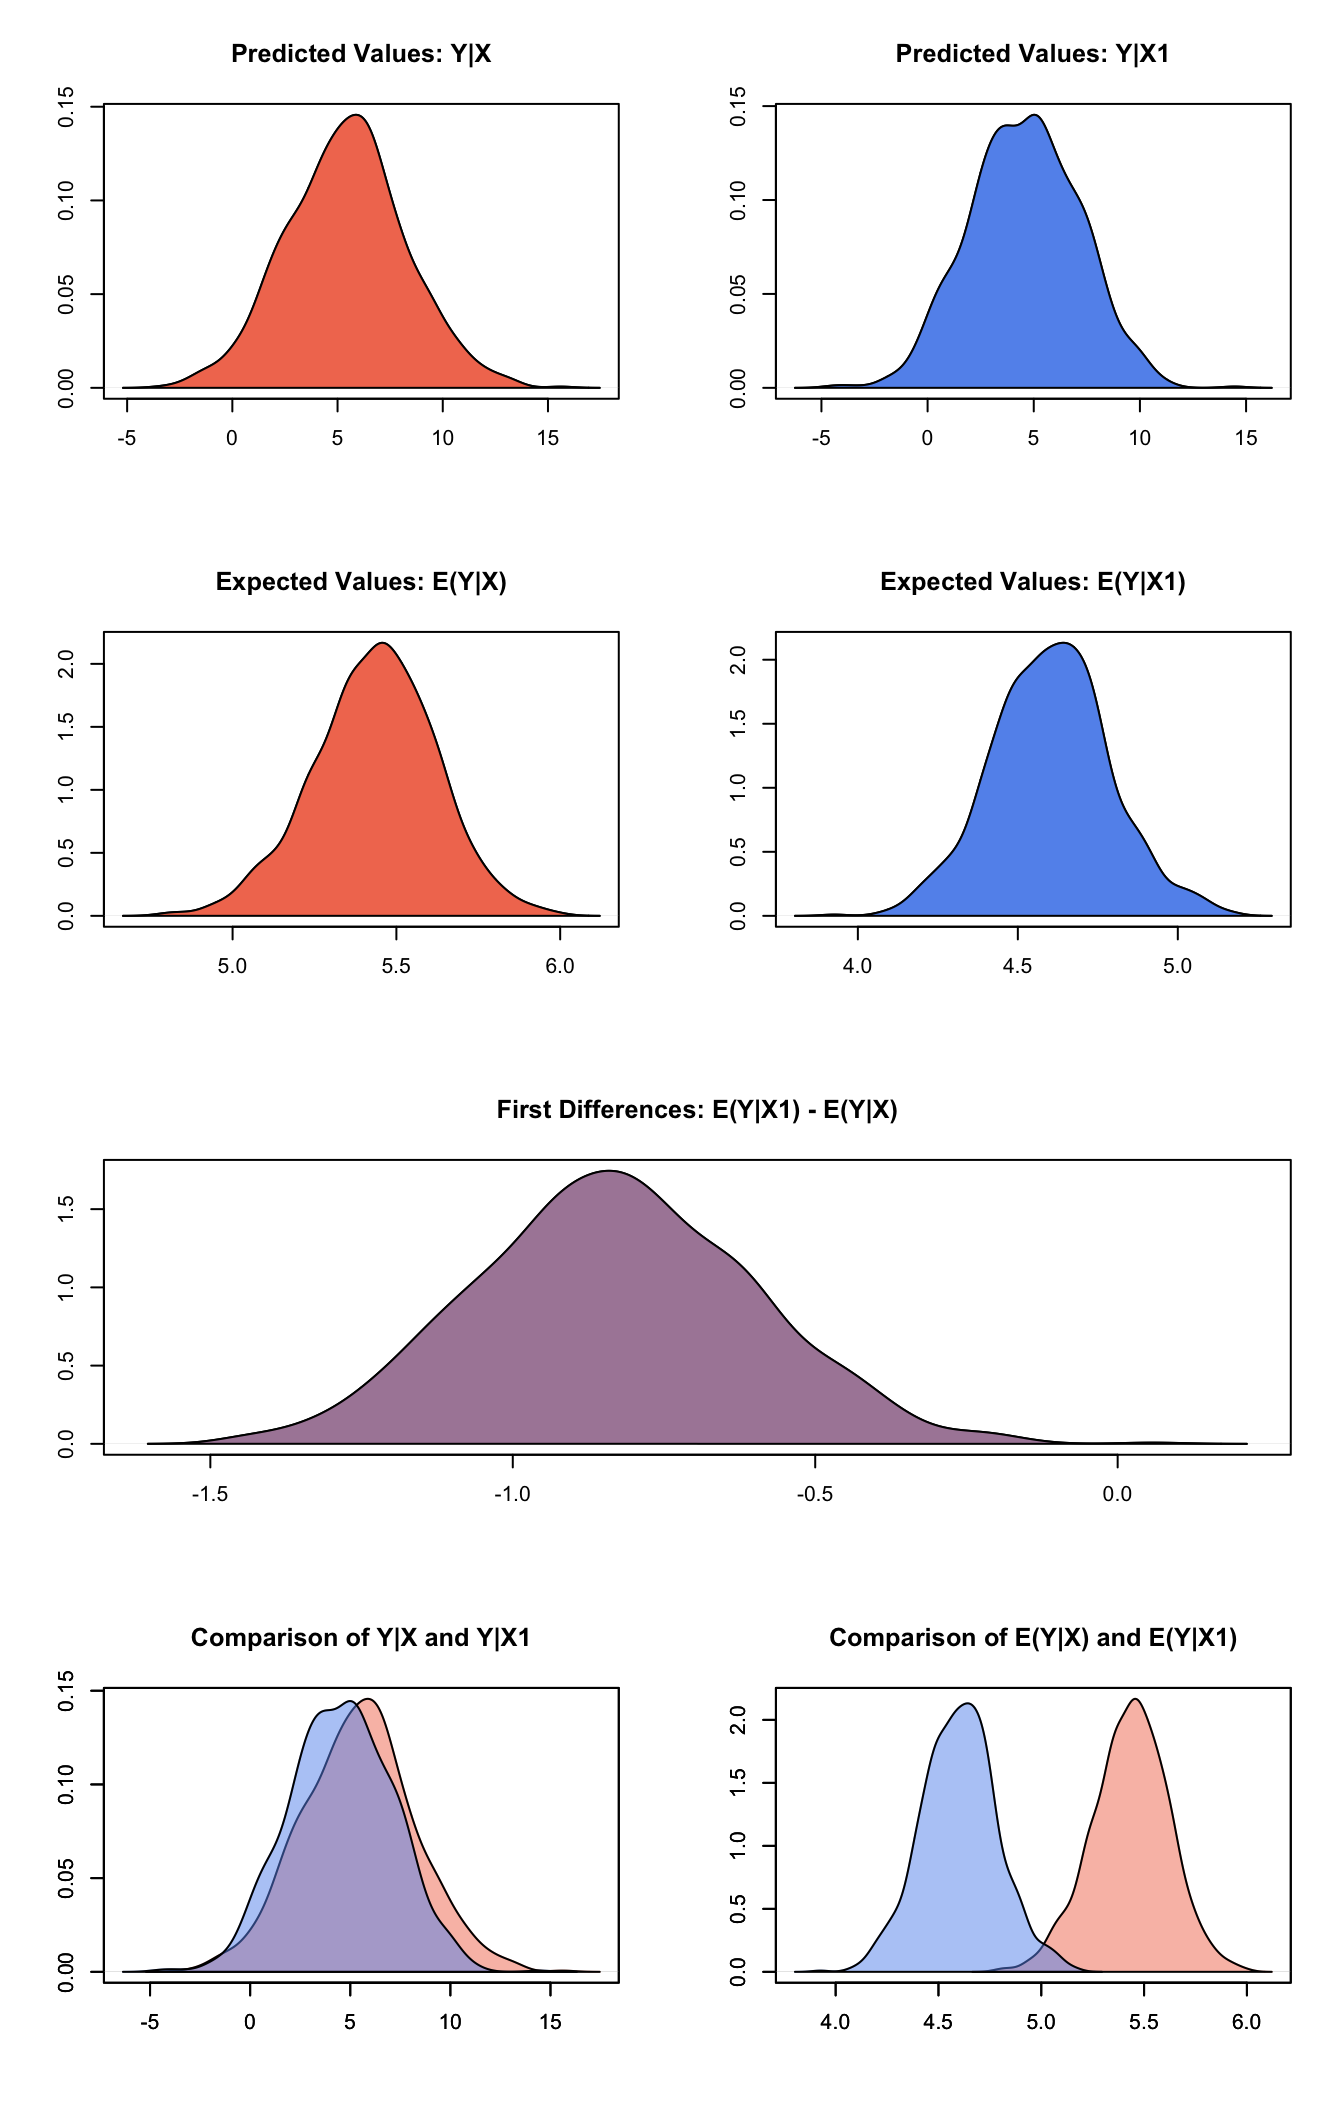 Predicted Values: Y|X
0.00 0.05 0.10 0.15
-5 0 5 10 15
Predicted Values: Y|X1
0.00 0.05 0.10 0.15
-5 0 5 10 15
Expected Values: E(Y|X)
0.0 0.5 1.0 1.5 2.0
5.0 5.5 6.0
Expected Values: E(Y|X1)
0.0 0.5 1.0 1.5 2.0
4.0 4.5 5.0
First Differences: E(Y|X1) - E(Y|X)
0.0 0.5 1.0 1.5
-1.5 -1.0 -0.5 0.0
Comparison of Y|X and Y|X1
0.00 0.05 0.10 0.15
-5 0 5 10 15
Comparison of E(Y|X) and E(Y|X1)
0.0 0.5 1.0 1.5 2.0
4.0 4.5 5.0 5.5 6.0